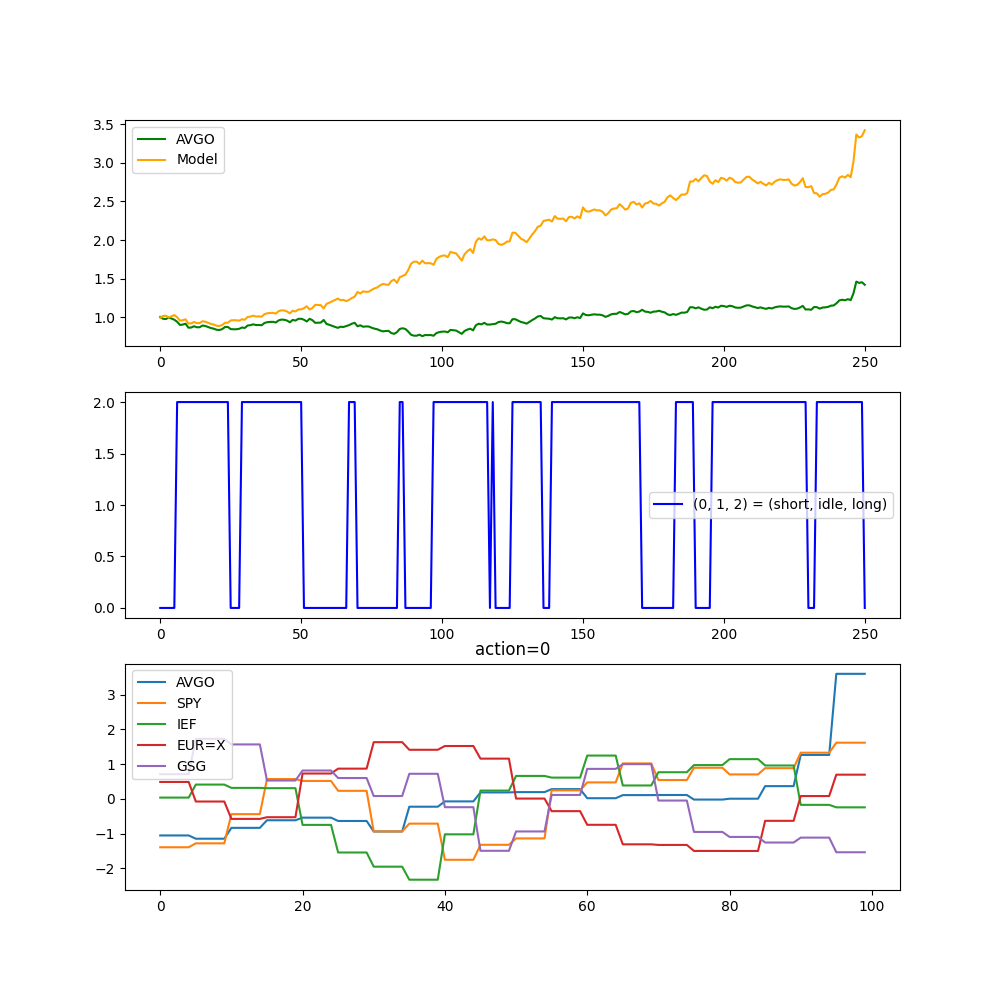 3.5
3.0
2.5
2.0
1.5
1.0
AVGO
Model
0 50 100 150 200 250
2.0
1.5
1.0
0.5
0.0
(0, 1, 2) = (short, idle, long)
0 50 100 150 200 250
action=0
3
2
1
0
−1
−2
AVGO
SPY
IEF
EUR=X
GSG
0 20 40 60 80 100